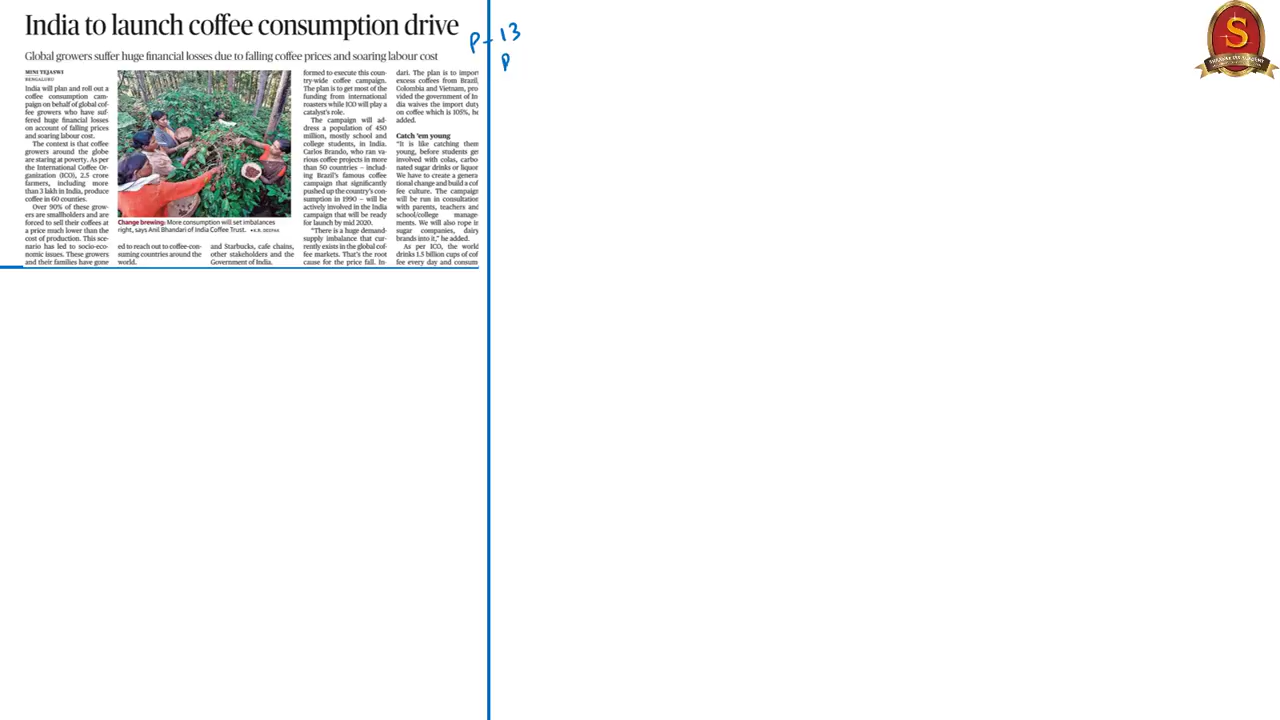 India to launch coffee consumption drive
Global growers suffer huge financial losses due to falling coffee prices and soaring labour cost
MINI TEJASWI
BENGALURU
India will plan and roll out a
coffee consumption cam-
paign on behalf of global cof-
fee growers who have suf-
fered huge financial losses
on account of falling prices
and soaring labour cost.
The context is that coffee
growers around the globe
are staring at poverty. As per
the International Coffee Or-
ganization (ICO), 2.5 crore
farmers, including more
than 3 lakh in India, produce
coffee in 60 counties.
Over 90% of these grow-
ers are smallholders and are
forced to sell their coffees at
a price much lower than the
cost of production. This sce-
nario has led to socio-eco-
nomic issues. These growers
and their families have gone
Change brewing: More consumption will set imbalances
right, says Anil Bhandari of India Coffee Trust. •K.R. DEEPAK
ed to reach out to coffee-con-
suming countries around the
world.
and Starbucks, cafe chains,
other stakeholders and the
Government of India.
formed to execute this coun-
try-wide coffee campaign.
The plan is to get most of the
funding from international
roasters while ICO will play a
catalyst's role.
The campaign will ad-
dress a population of 450
million, mostly school and
college students, in India.
Carlos Brando, who ran va-
rious coffee projects in more
than 50 countries – includ-
ing Brazil's famous coffee
campaign that significantly
pushed up the country's con-
sumption in 1990 – will be
actively involved in the India
campaign that will be ready
for launch by mid 2020.
"There is a huge demand-
supply imbalance that cur-
rently exists in the global cof-
fee markets. That's the root
cause for the price fall. In-
dari. The plan is to import
excess coffees from Brazil,
Colombia and Vietnam, pro-
vided the government of In-
dia waives the import duty
on coffee which is 105%, he
added.
Catch 'em young
"It is like catching them
young, before students get
involved with colas, carbo-
nated sugar drinks or liquor.
We have to create a genera-
tional change and build a cof-
fee culture. The campaign
will be run in consultation
with parents, teachers and
school/college manage-
ments. We will also rope in
sugar companies, dairy
brands into it," he added.
As per ICO, the world
drinks 1.5 billion cups of cof-
fee every day and consum
P-13
P
S